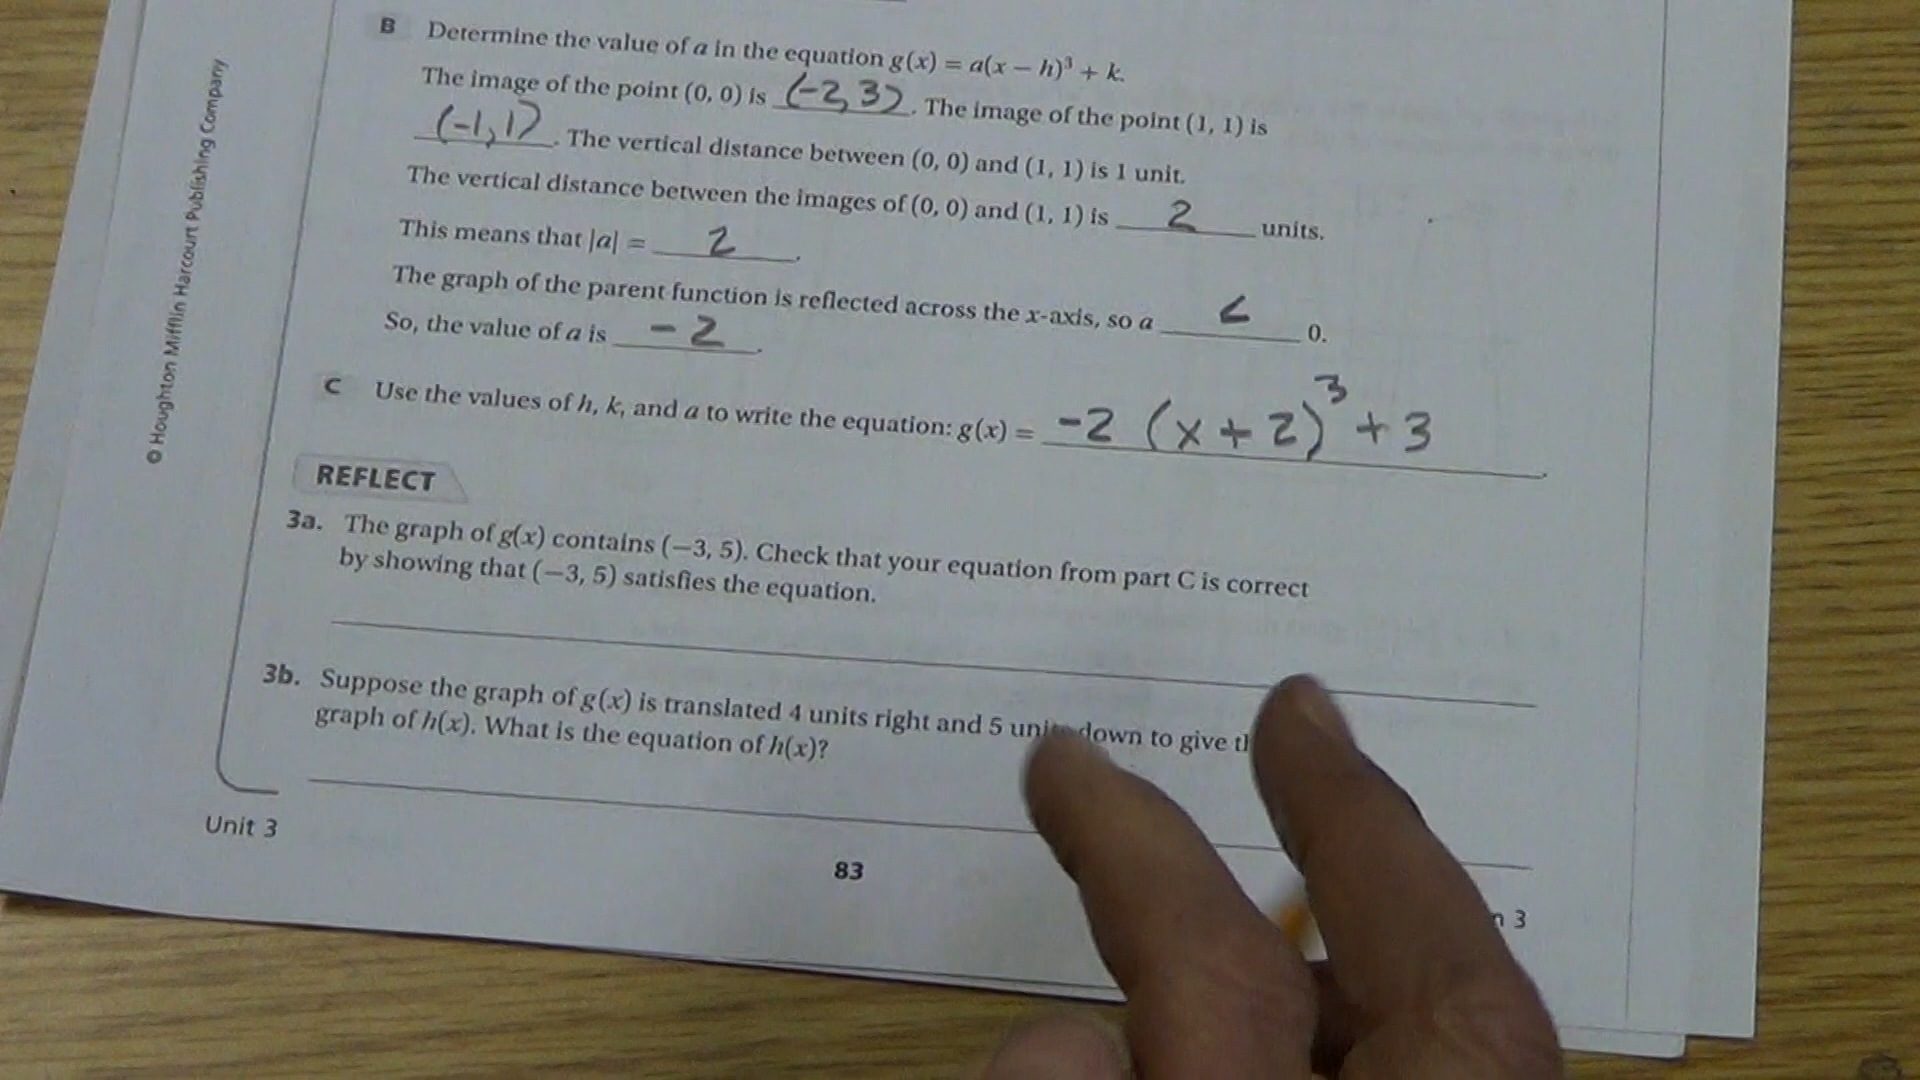 B Determine the value of a in the equation g(x) = a(x − h)³ + k.
The image of the point (0, 0) is (-2, 3). The image of the point (1, 1) is
(-1, 1). The vertical distance between (0, 0) and (1, 1) is 1 unit.
The vertical distance between the images of (0, 0) and (1, 1) is 2 units.
This means that |a| = 2.
The graph of the parent function is reflected across the x-axis, so a < 0.
So, the value of a is -2.
C Use the values of h, k, and a to write the equation: g(x) = -2 (x + 2)³ + 3.
REFLECT
3a. The graph of g(x) contains (−3, 5). Check that your equation from part C is correct
by showing that (−3, 5) satisfies the equation.
3b. Suppose the graph of g(x) is translated 4 units right and 5 units down to give
graph of h(x). What is the equation of h(x)?
Unit 3
83
3
© Houghton Mifflin Harcourt Publishing Company